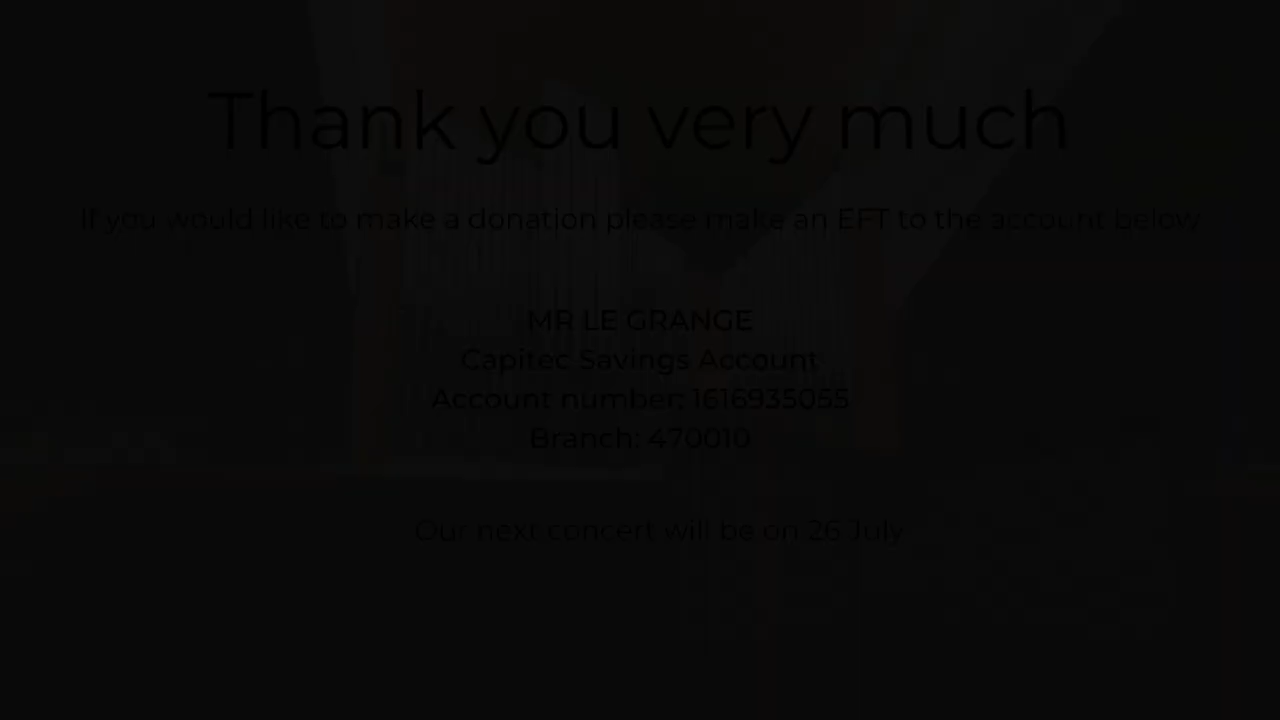 Thank you very much
If you would like to make a donation please make an EFT to the account below
MR LE GRANGE
Capitec Savings Account
Account number: 1616935055
Branch: 470010
Our next concert will be on 26 July